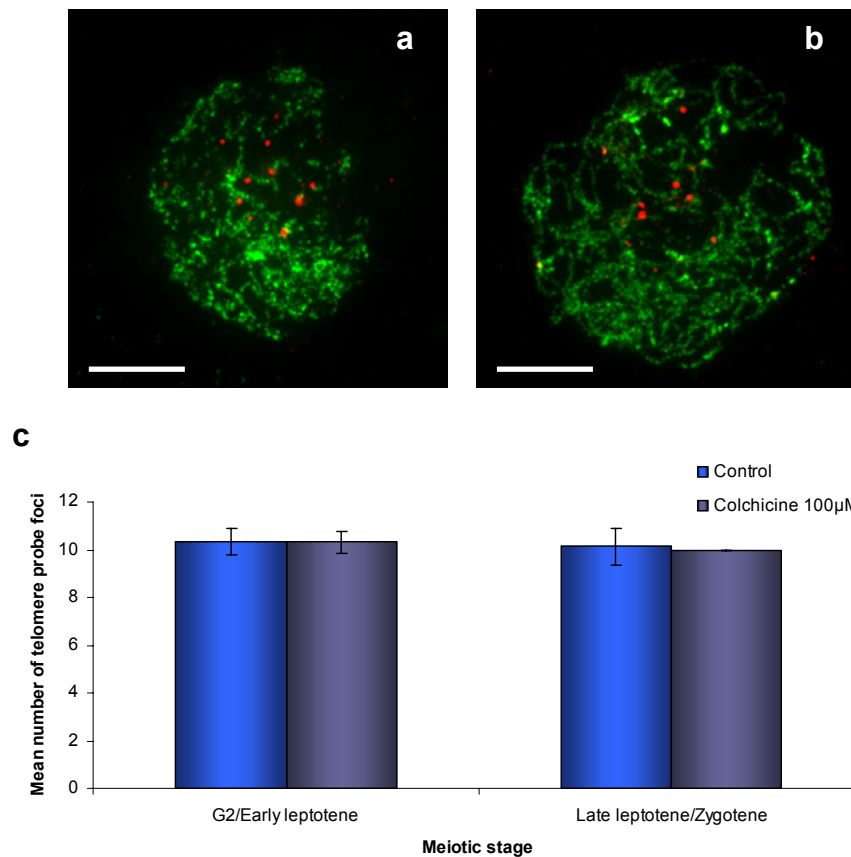 a
b
c
Control
Colchicine 100µM
Mean number of telomere probe foci
12
10
8
6
4
2
0
G2/Early leptotene
Late leptotene/Zygotene
Meiotic stage